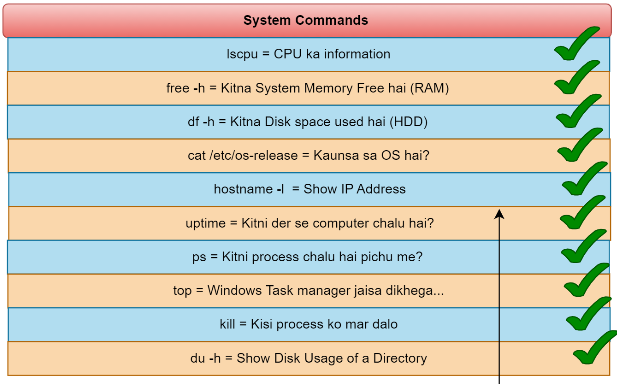 System Commands
lscpu = CPU ka information
free -h = Kitna System Memory Free hai (RAM)
df -h = Kitna Disk space used hai (HDD)
cat /etc/os-release = Kaunsa sa OS hai?
hostname -I = Show IP Address
uptime = Kitni der se computer chalu hai?
ps = Kitni process chalu hai pichu me?
top = Windows Task manager jaisa dikhega...
kill = Kisi process ko mar dalo
du -h = Show Disk Usage of a Directory